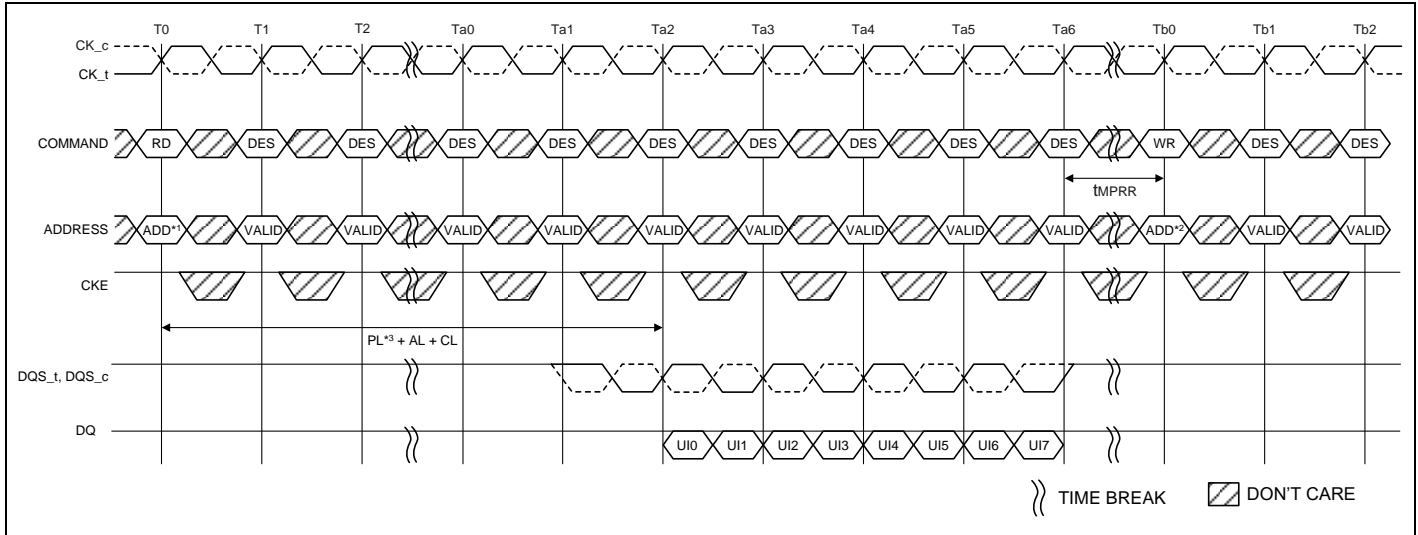 T0 T1 T2 Ta0 Ta1 Ta2 Ta3 Ta4 Ta5 Ta6 Tb0 Tb1 Tb2
CK_c
CK_t
COMMAND RD DES DES DES DES DES DES DES DES DES WR DES DES
tMPRR
ADDRESS ADD*1 VALID VALID VALID VALID VALID VALID VALID VALID VALID ADD*2 VALID VALID
CKE
PL*3 + AL + CL
DQS_t, DQS_c
DQ UI0 UI1 UI2 UI3 UI4 UI5 UI6 UI7
TIME BREAK DON'T CARE